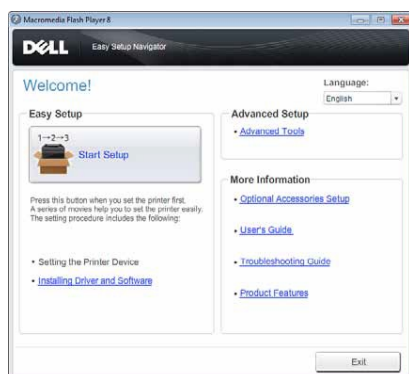 Macromedia Flash Player 8
DELL Easy Setup Navigator
Welcome!
Language:
English
Easy Setup
1→2→3
Start Setup
Press this button when you set the printer first.
A series of movies help you to set the printer easily.
The setting procedure includes the following:
• Setting the Printer Device
• Installing Driver and Software
Advanced Setup
• Advanced Tools
More Information
• Optional Accessories Setup
• User's Guide
• Troubleshooting Guide
• Product Features
Exit